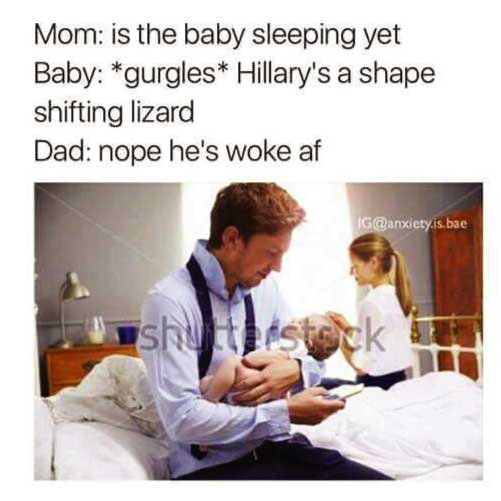 Mom: is the baby sleeping yet
Baby: *gurgles* Hillary's a shape
shifting lizard
Dad: nope he's woke af
IG@anxiety.is.bae
shutterstock